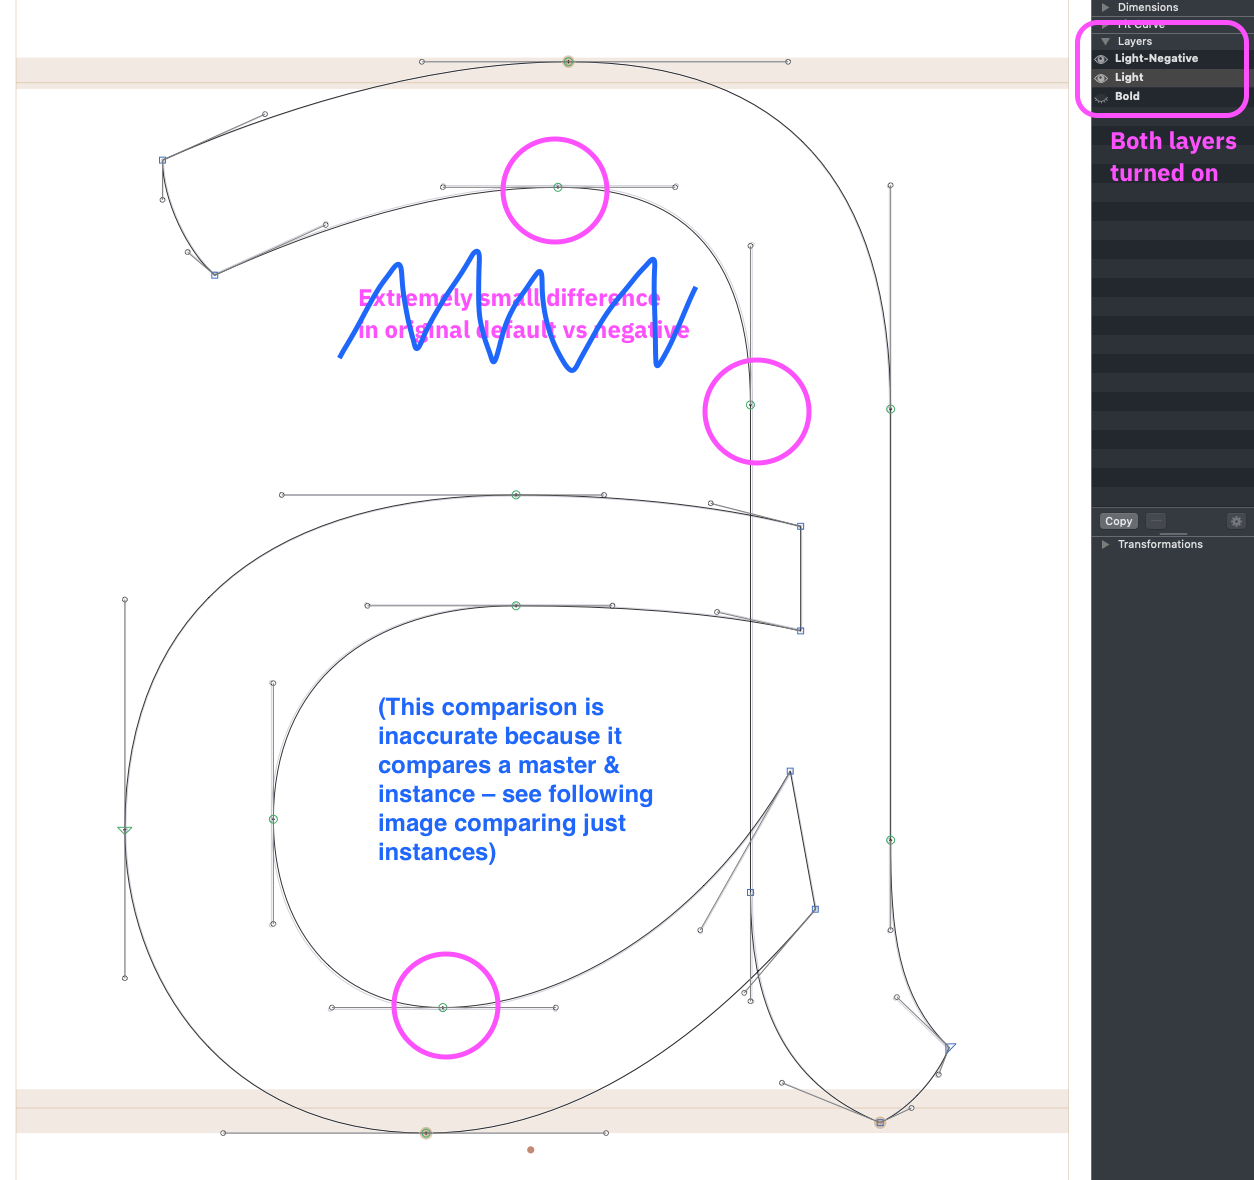 Dimensions
Fit Curve
Layers
Light-Negative
Light
Bold
Both layers
turned on
Extremely small difference
in original default vs negative
Copy
Transformations
(This comparison is
inaccurate because it
compares a master &
instance – see following
image comparing just
instances)